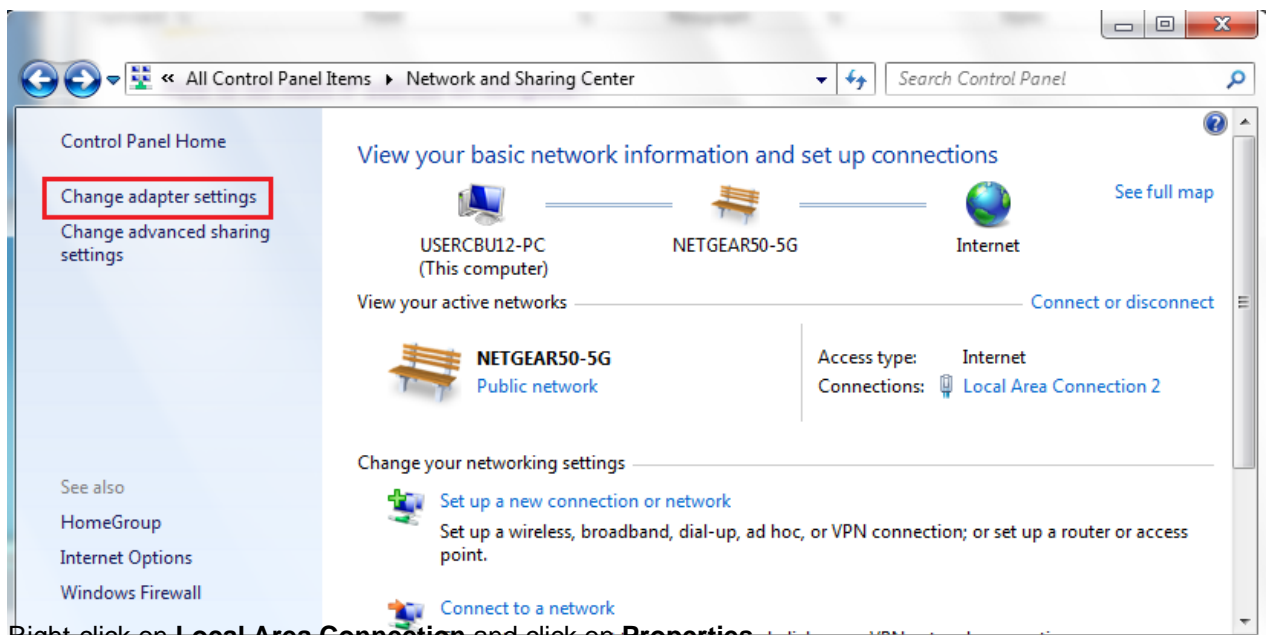 « All Control Panel Items ▸ Network and Sharing Center
Search Control Panel
Control Panel Home
Change adapter settings
Change advanced sharing
settings
See also
HomeGroup
Internet Options
Windows Firewall
View your basic network information and set up connections
See full map
USERCBU12-PC
(This computer)
NETGEAR50-5G
Internet
View your active networks
Connect or disconnect
NETGEAR50-5G
Public network
Access type: Internet
Connections: Local Area Connection 2
Change your networking settings
Set up a new connection or network
Set up a wireless, broadband, dial-up, ad hoc, or VPN connection; or set up a router or access
point.
Connect to a network
Right click on Local Area Connection and click on Properties